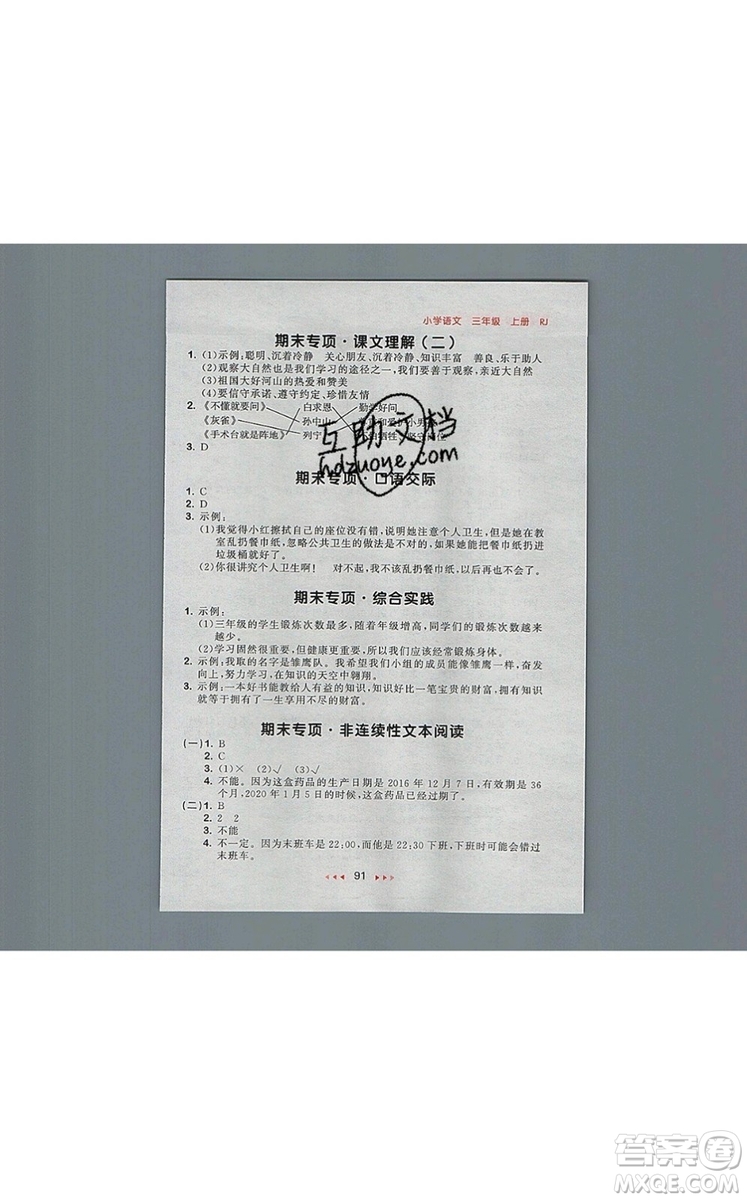 小学语文 三年级 上册 RJ
期末专项·课文理解(二)
1. (1)示例:聪明、沉着冷静 关心朋友、沉着冷静、知识丰富 善良、乐于助人
(2)观察大自然也是我们学习的途径之一,我们要善于观察,亲近大自然
(3)祖国大好河山的热爱和赞美
(4)要信守承诺、遵守约定、珍惜友情
2. 《不懂就要问》 白求恩 勤学好问
《灰雀》 孙中山
《手术台就是阵地》 列宁
3. D
互助文档
hdzuoye.com
期末专项·口语交际
1. C
2. D
3. 示例:
(1)我觉得小红擦拭自己的座位没有错,说明她注意个人卫生,但是她在教
室乱扔餐巾纸,忽略公共卫生的做法是不对的,如果她能把餐巾纸扔进
垃圾桶就更好了。
(2)你很讲究个人卫生啊! 对不起,我不该乱扔餐巾纸,我马上捡起来。
期末专项·综合实践
1. 示例:
(1)三年级的学生锻炼次数最多,随着年级增高,同学们的锻炼次数越来
越少。
(2)学习固然很重要,但健康更重要,所以我们应该经常锻炼身体。
2. 示例:我取的名字是雏鹰队。我希望我们小组的成员能像雏鹰一样,奋发
向上,努力学习,在知识的天空中翱翔。
3. 示例:一本好书能教给人有益的知识,知识好比一笔宝贵的财富,拥有知识
就等于拥有了一生享用不尽的财富。
期末专项·非连续性文本阅读
(一)1. B
2. C
3. (1)× (2)√ (3)√
4. 不能。因为这盒药品的生产日期是 2016 年 12 月 7 日,有效期是 36
个月,2020 年 1 月 5 日的时候,这盒药品已经过期了。
(二)1. B
2. 2 2
3. 不能
4. 不一定。因为末班车是 22:00,而他是 22:30 下班,下班时可能会错过
末班车。
91
答案圈
MXQE.COM